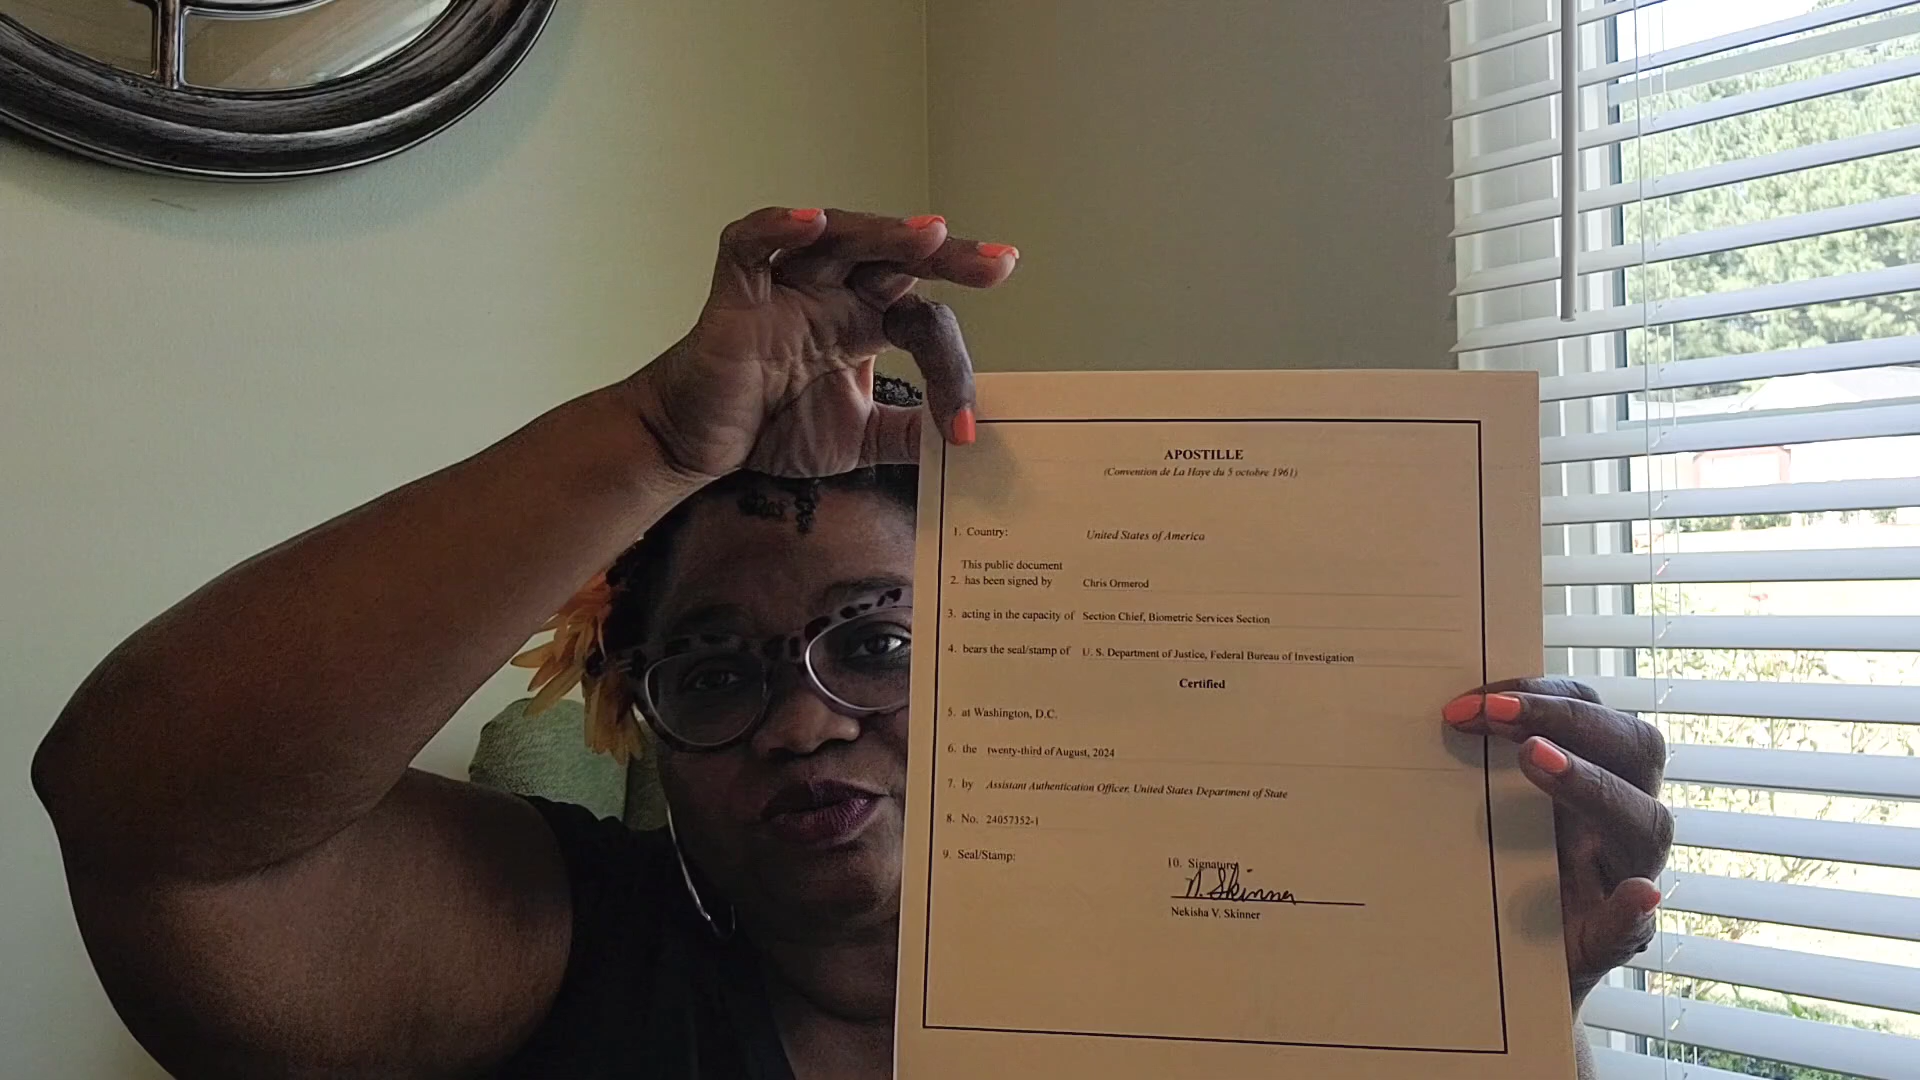 APOSTILLE
(Convention de La Haye du 5 octobre 1961)
1. Country: United States of America
This public document
2. has been signed by Chris Ormerod
3. acting in the capacity of Section Chief, Biometric Services Section
4. bears the seal/stamp of U. S. Department of Justice, Federal Bureau of Investigation
Certified
5. at Washington, D.C.
6. the twenty-third of August, 2024
7. by Assistant Authentication Officer, United States Department of State
8. No. 24057352-1
9. Seal/Stamp:
10. Signature
N. Skinner
Nekisha V. Skinner